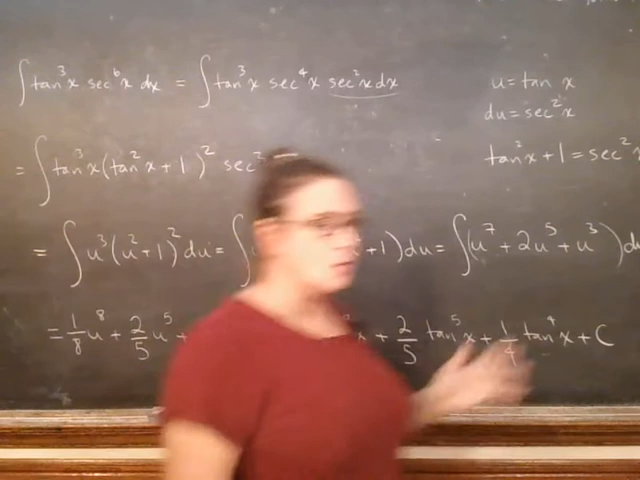 ∫ tan³x sec⁶x dx = ∫ tan³x sec⁴x sec²x dx
u = tan x
du = sec²x
= ∫ tan³x (tan²x + 1)² sec²
tan²x + 1 = sec²x
= ∫ u³(u²+1)² du = ∫ +1) du = ∫(u⁷ + 2u⁵ + u³) du
= 1/8 u⁸ + 2/5 u⁵ + x + 2/5 tan⁵x + 1/4 tan⁴x + C